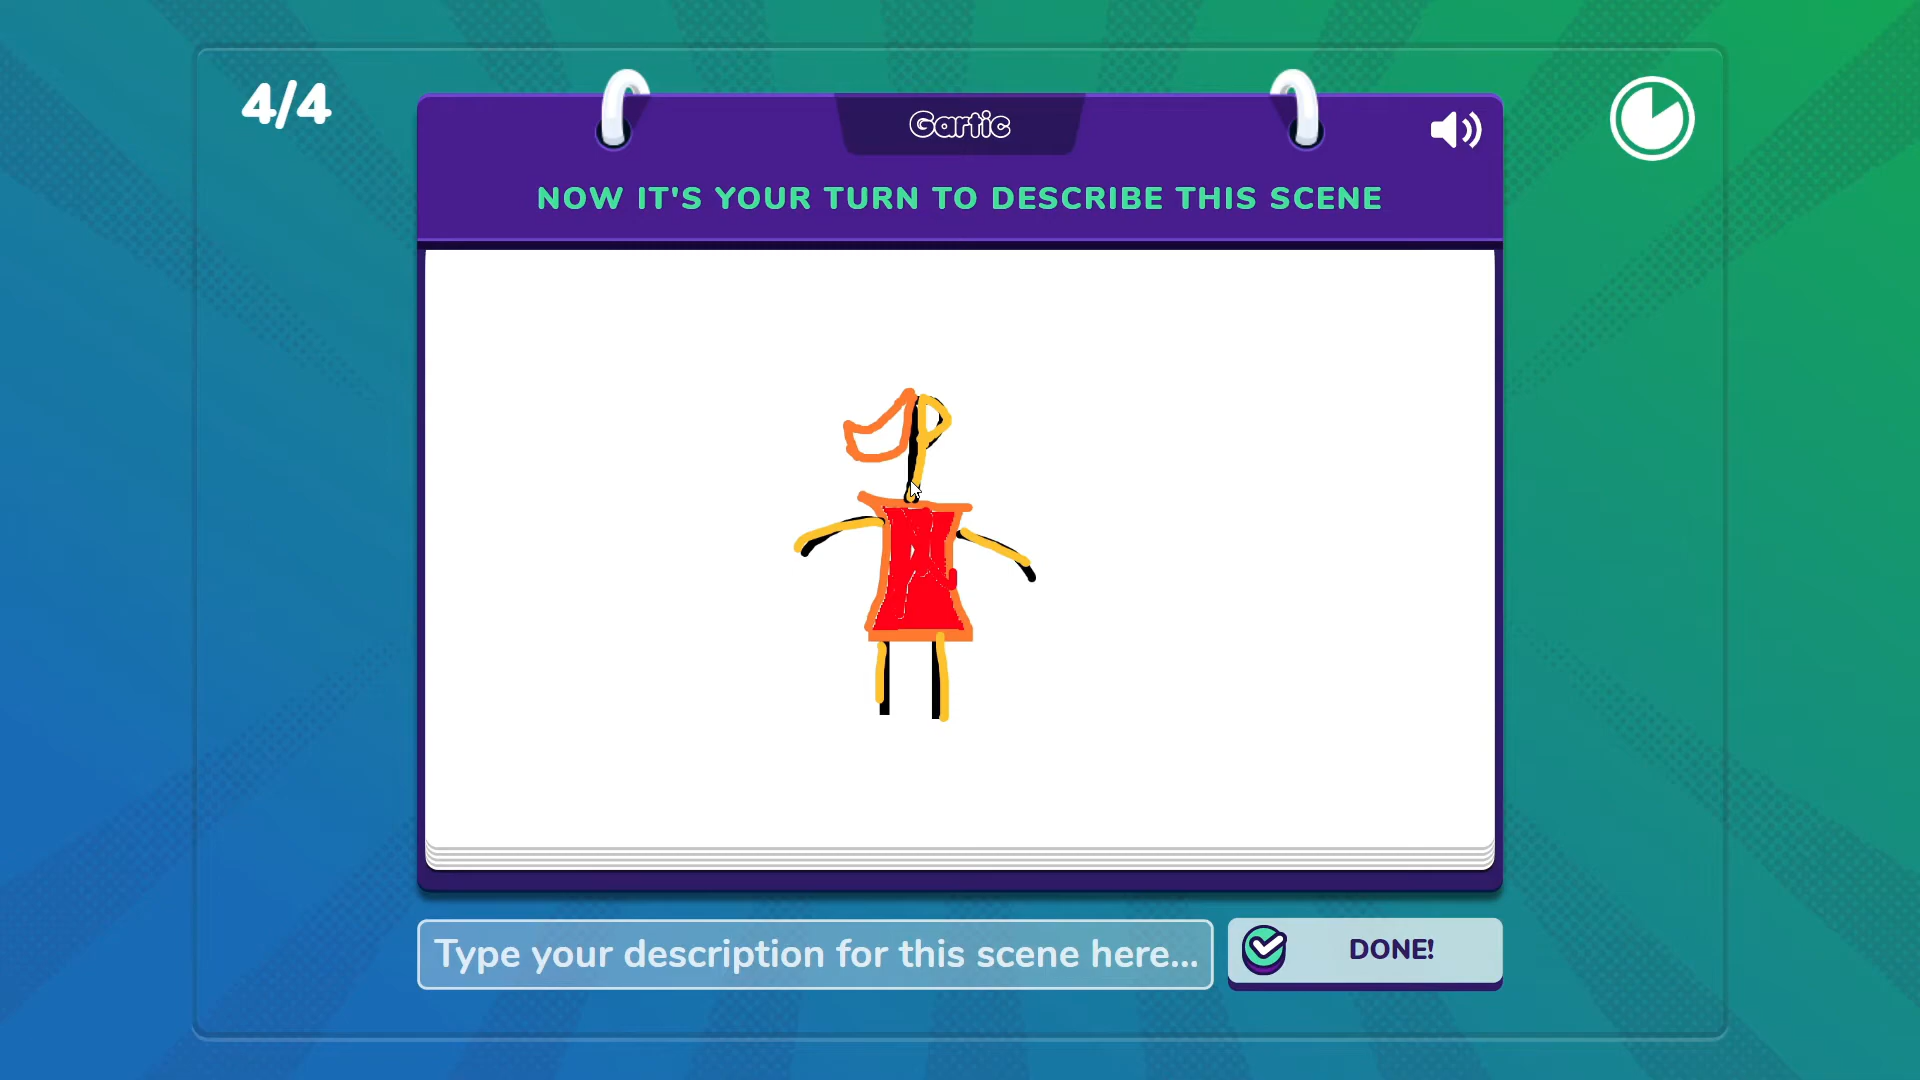 4/4
Gartic
NOW IT'S YOUR TURN TO DESCRIBE THIS SCENE
Type your description for this scene here...
DONE!